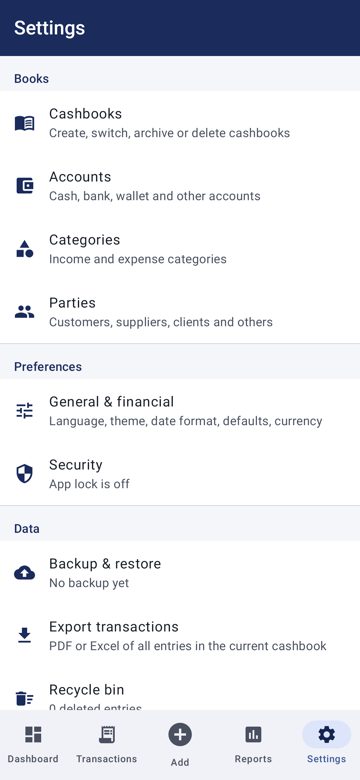 Settings
Books
Cashbooks
Create, switch, archive or delete cashbooks
Accounts
Cash, bank, wallet and other accounts
Categories
Income and expense categories
Parties
Customers, suppliers, clients and others
Preferences
General & financial
Language, theme, date format, defaults, currency
Security
App lock is off
Data
Backup & restore
No backup yet
Export transactions
PDF or Excel of all entries in the current cashbook
Recycle bin
0 deleted entries
Dashboard
Transactions
Add
Reports
Settings